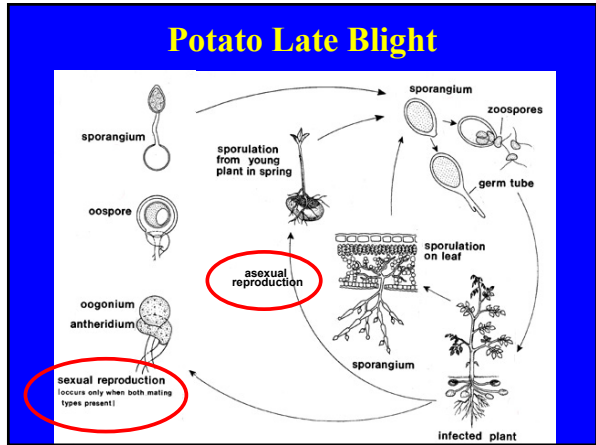 Potato Late Blight
sporangium
zoospores
sporangium
sporulation
from young
plant in spring
germ tube
oospore
sporulation
on leaf
asexual
reproduction
oogonium
antheridium
sporangium
sexual reproduction
[occurs only when both mating
types present]
infected plant